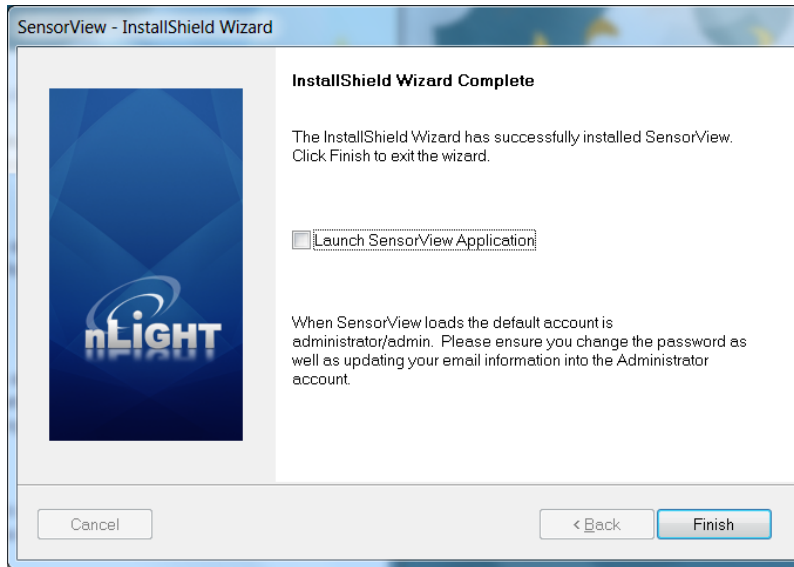 SensorView - InstallShield Wizard
InstallShield Wizard Complete
The InstallShield Wizard has successfully installed SensorView.
Click Finish to exit the wizard.
Launch SensorView Application
nLIGHT
When SensorView loads the default account is
administrator/admin. Please ensure you change the password as
well as updating your email information into the Administrator
account.
Cancel
< Back
Finish